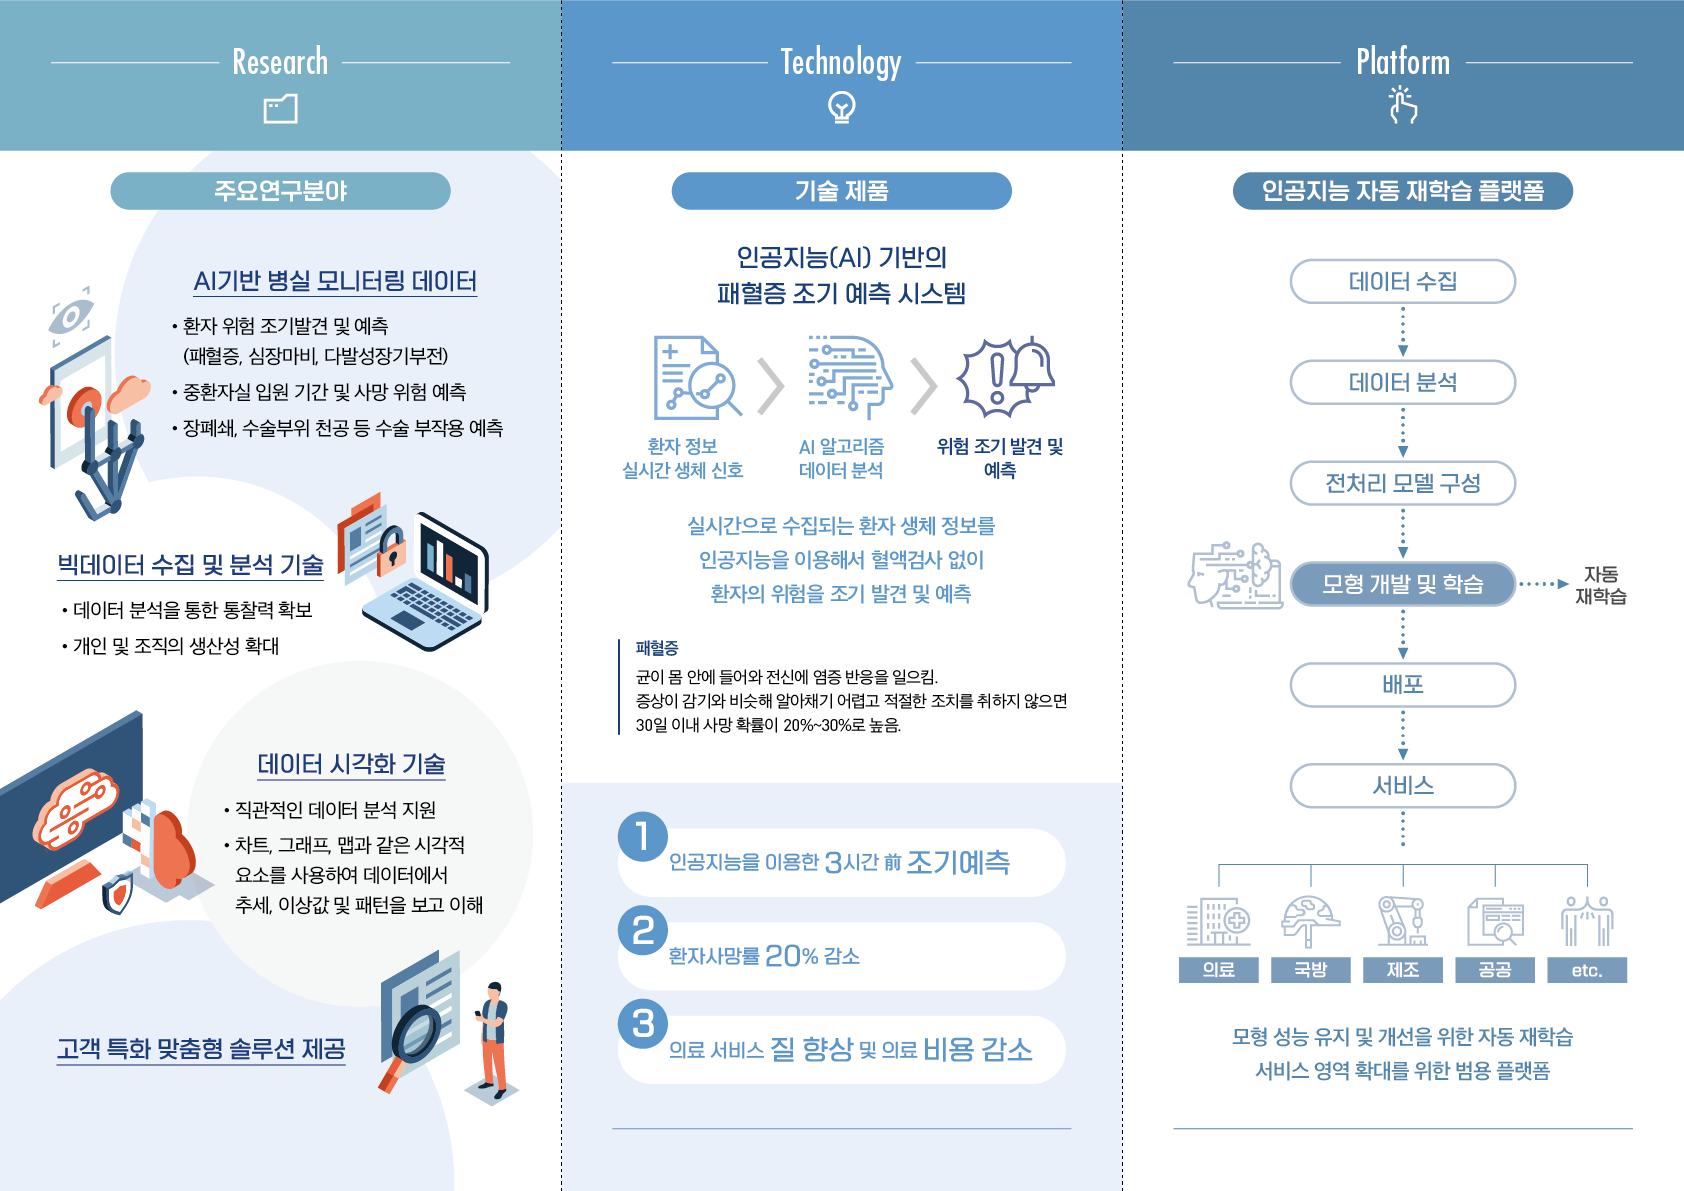 Research
주요연구분야
AI기반 병실 모니터링 데이터
• 환자 위험 조기발견 및 예측
(패혈증, 심장마비, 다발성장기부전)
• 중환자실 입원 기간 및 사망 위험 예측
• 장폐쇄, 수술부위 천공 등 수술 부작용 예측
빅데이터 수집 및 분석 기술
• 데이터 분석을 통한 통찰력 확보
• 개인 및 조직의 생산성 확대
데이터 시각화 기술
• 직관적인 데이터 분석 지원
• 차트, 그래프, 맵과 같은 시각적
요소를 사용하여 데이터에서
추세, 이상값 및 패턴을 보고 이해
고객 특화 맞춤형 솔루션 제공
Technology
기술 제품
인공지능(AI) 기반의
패혈증 조기 예측 시스템
환자 정보
실시간 생체 신호
AI 알고리즘
데이터 분석
위험 조기 발견 및
예측
실시간으로 수집되는 환자 생체 정보를
인공지능을 이용해서 혈액검사 없이
환자의 위험을 조기 발견 및 예측
패혈증
균이 몸 안에 들어와 전신에 염증 반응을 일으킴.
증상이 감기와 비슷해 알아채기 어렵고 적절한 조치를 취하지 않으면
30일 이내 사망 확률이 20%~30%로 높음.
1
인공지능을 이용한 3시간 前 조기예측
2
환자사망률 20% 감소
3
의료 서비스 질 향상 및 의료 비용 감소
Platform
인공지능 자동 재학습 플랫폼
데이터 수집
데이터 분석
전처리 모델 구성
모형 개발 및 학습
자동
재학습
배포
서비스
의료
국방
제조
공공
etc.
모형 성능 유지 및 개선을 위한 자동 재학습
서비스 영역 확대를 위한 범용 플랫폼